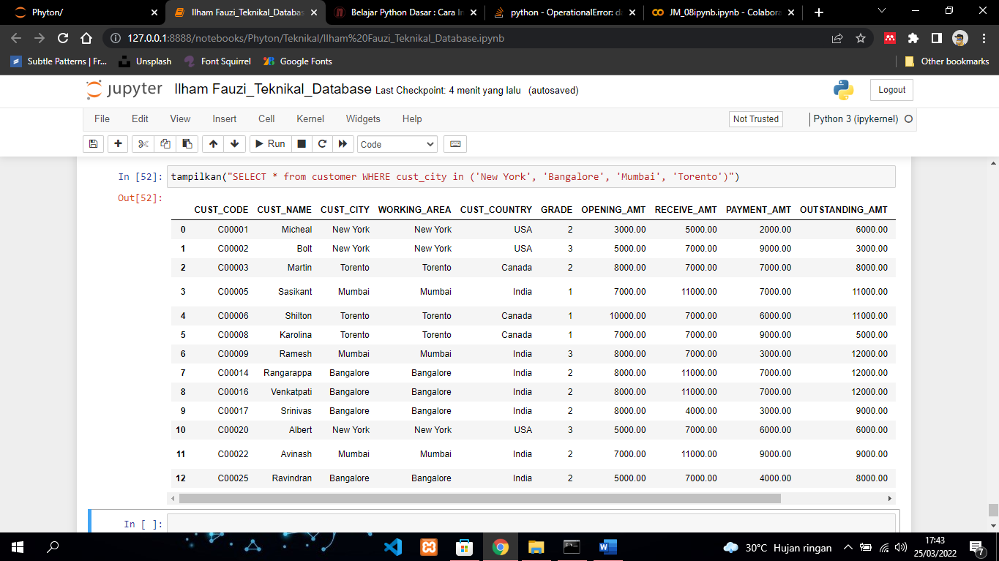 Phyton/
Ilham Fauzi_Teknikal_Databas
Belajar Python Dasar : Cara In
python - OperationalError: da
JM_08ipynb.ipynb - Colabora
127.0.0.1:8888/notebooks/Phyton/Teknikal/Ilham%20Fauzi_Teknikal_Database.ipynb
Subtle Patterns | Fr... Unsplash Font Squirrel Google Fonts Other bookmarks
jupyter Ilham Fauzi_Teknikal_Database Last Checkpoint: 4 menit yang lalu (autosaved) Logout
File Edit View Insert Cell Kernel Widgets Help Not Trusted Python 3 (ipykernel)
Run Code
In [52]: tampilkan("SELECT * from customer WHERE cust_city in ('New York', 'Bangalore', 'Mumbai', 'Torento')")
Out[52]:
CUST_CODE CUST_NAME CUST_CITY WORKING_AREA CUST_COUNTRY GRADE OPENING_AMT RECEIVE_AMT PAYMENT_AMT OUTSTANDING_AMT
0 C00001 Micheal New York New York USA 2 3000.00 5000.00 2000.00 6000.00
1 C00002 Bolt New York New York USA 3 5000.00 7000.00 9000.00 3000.00
2 C00003 Martin Torento Torento Canada 2 8000.00 7000.00 7000.00 8000.00
3 C00005 Sasikant Mumbai Mumbai India 1 7000.00 11000.00 7000.00 11000.00
4 C00006 Shilton Torento Torento Canada 1 10000.00 7000.00 6000.00 11000.00
5 C00008 Karolina Torento Torento Canada 1 7000.00 7000.00 9000.00 5000.00
6 C00009 Ramesh Mumbai Mumbai India 3 8000.00 7000.00 3000.00 12000.00
7 C00014 Rangarappa Bangalore Bangalore India 2 8000.00 11000.00 7000.00 12000.00
8 C00016 Venkatpati Bangalore Bangalore India 2 8000.00 11000.00 7000.00 12000.00
9 C00017 Srinivas Bangalore Bangalore India 2 8000.00 4000.00 3000.00 9000.00
10 C00020 Albert New York New York USA 3 5000.00 7000.00 6000.00 6000.00
11 C00022 Avinash Mumbai Mumbai India 2 7000.00 11000.00 9000.00 9000.00
12 C00025 Ravindran Bangalore Bangalore India 2 5000.00 7000.00 4000.00 8000.00
In [ ]:
30°C Hujan ringan
17:43
25/03/2022
7